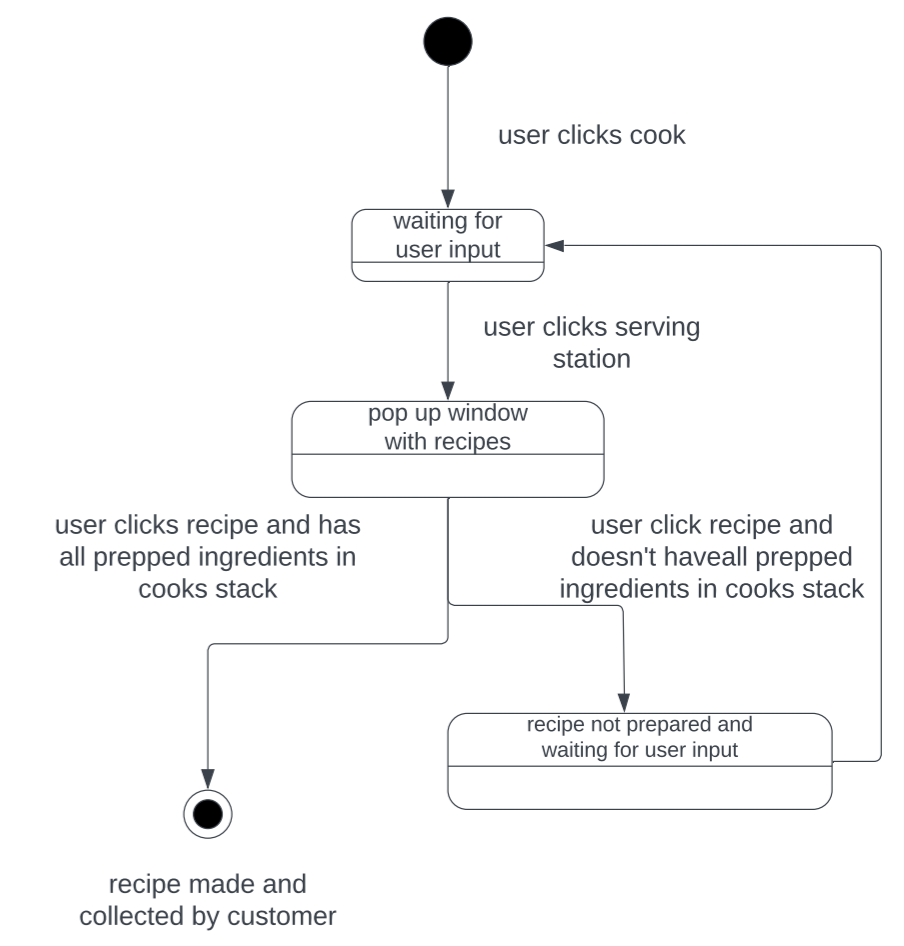 user clicks cook
waiting for
user input
user clicks serving
station
pop up window
with recipes
user clicks recipe and has
all prepped ingredients in
cooks stack
user click recipe and
doesn't haveall prepped
ingredients in cooks stack
recipe not prepared and
waiting for user input
recipe made and
collected by customer